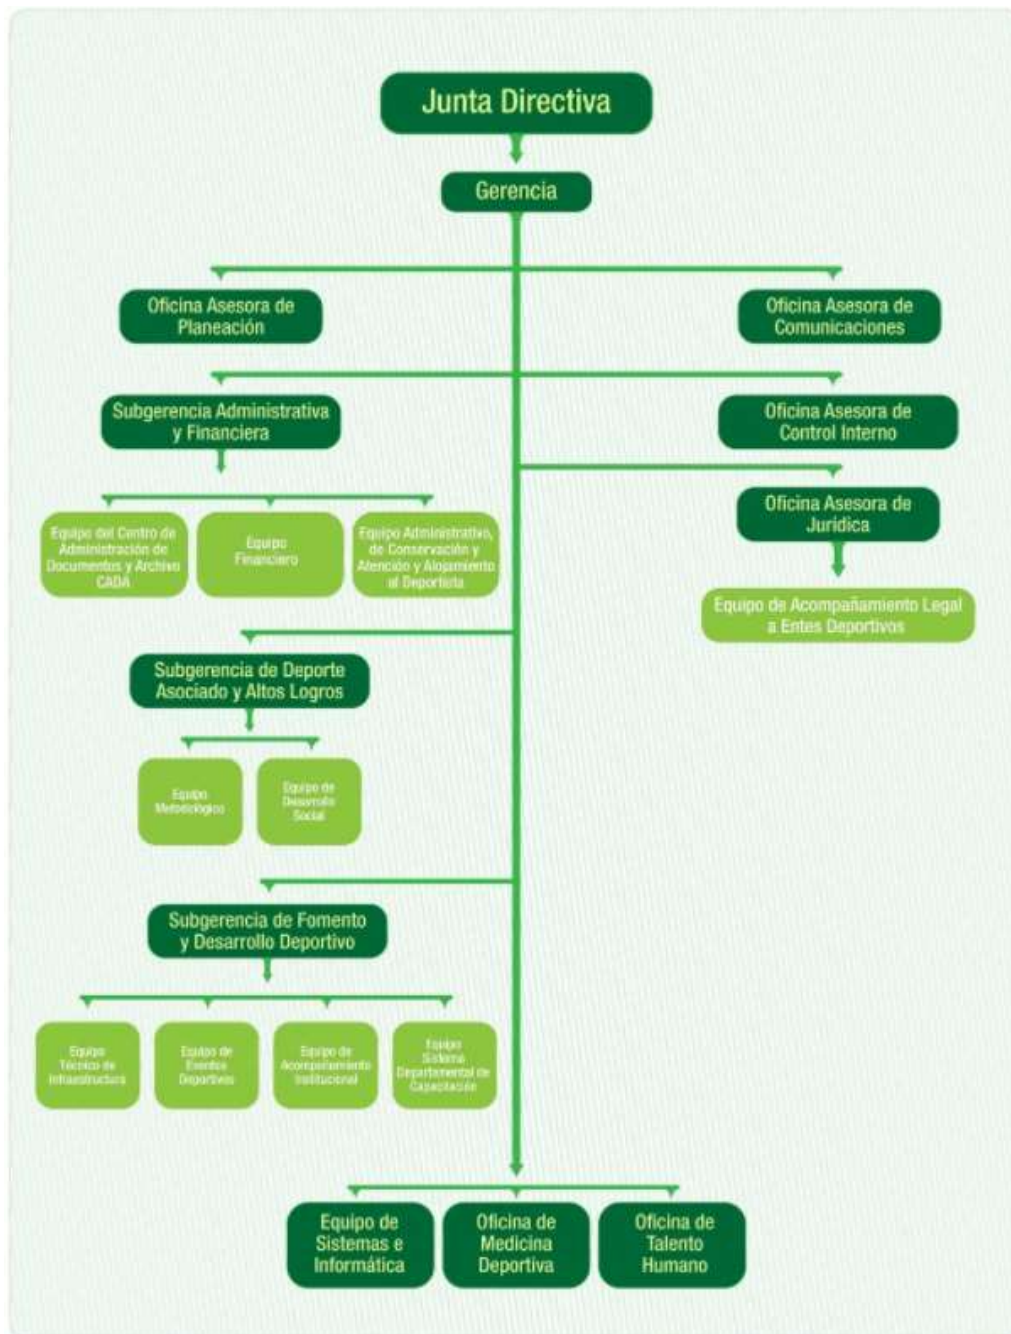 Junta Directiva
Gerencia
Oficina Asesora de
Planeación
Oficina Asesora de
Comunicaciones
Subgerencia Administrativa
y Financiera
Oficina Asesora de
Control Interno
Equipo del Centro de
Administración de
Documentos y Archivo
CADA
Equipo
Financiero
Equipo Administrativo,
de Conservación y
Atención y Alojamiento
al Deportista
Oficina Asesora de
Jurídica
Equipo de Acompañamiento Legal
a Entes Deportivos
Subgerencia de Deporte
Asociado y Altos Logros
Equipo
Metodológico
Equipo de
Desarrollo
Social
Subgerencia de Fomento
y Desarrollo Deportivo
Equipo
Técnico de
Infraestructura
Equipo de
Eventos
Deportivos
Equipo de
Acompañamiento
Institucional
Equipo
Sistema
Departamental de
Capacitación
Equipo de
Sistemas e
Informática
Oficina de
Medicina
Deportiva
Oficina de
Talento
Humano